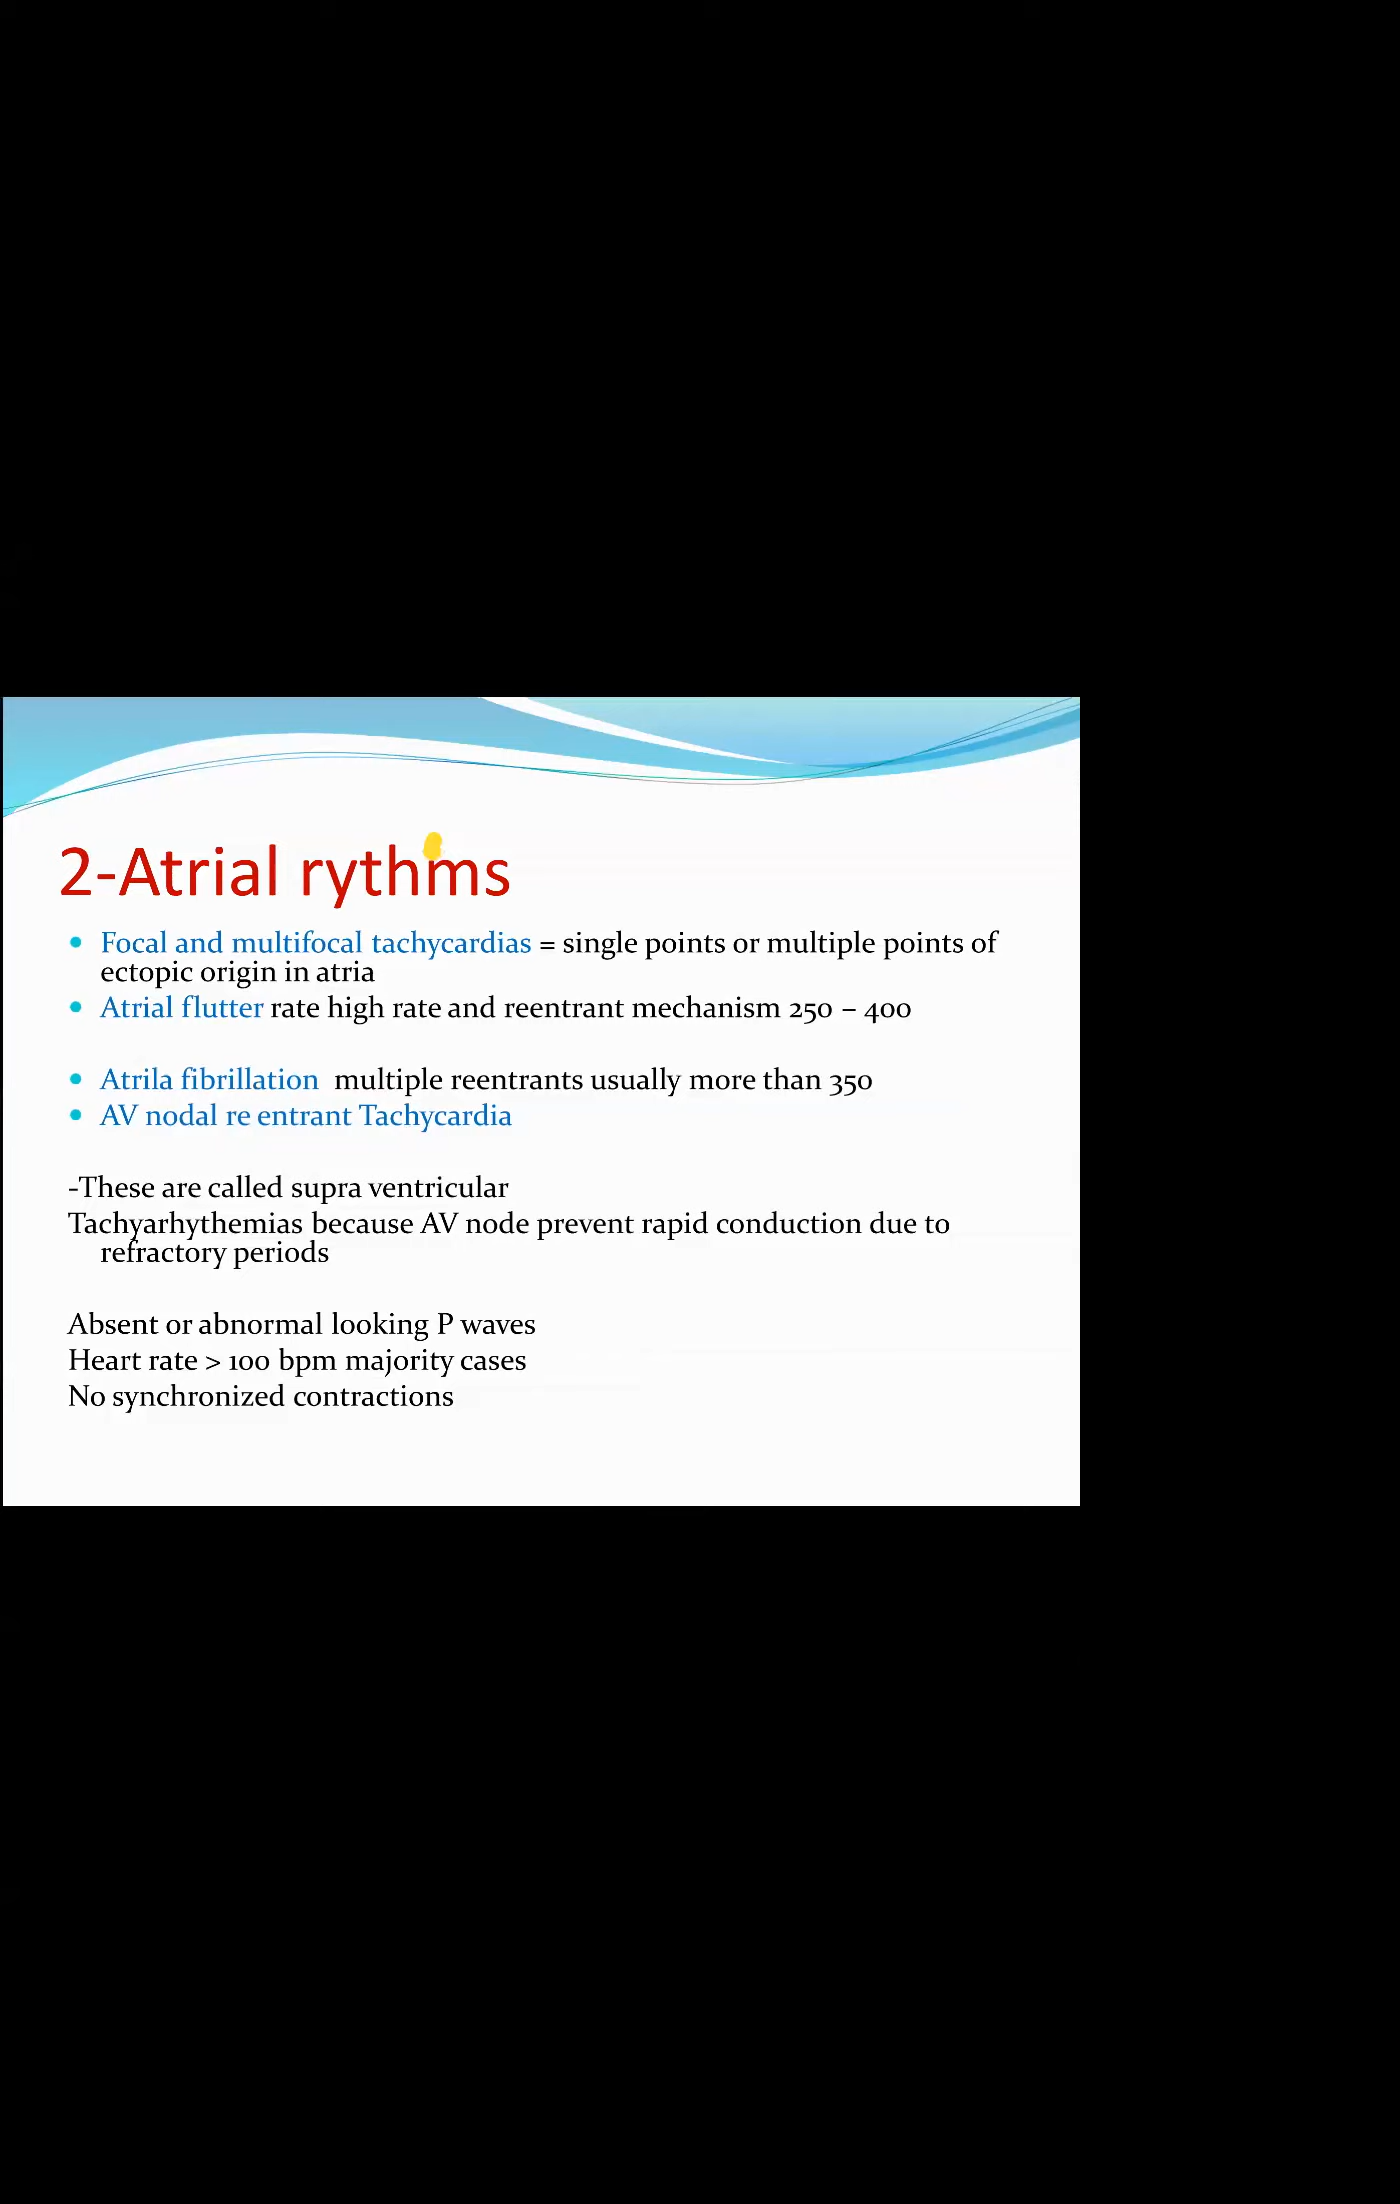 2-Atrial rythms
• Focal and multifocal tachycardias = single points or multiple points of
ectopic origin in atria
• Atrial flutter rate high rate and reentrant mechanism 250 – 400
• Atrila fibrillation multiple reentrants usually more than 350
• AV nodal re entrant Tachycardia
-These are called supra ventricular
Tachyarhythemias because AV node prevent rapid conduction due to
refractory periods
Absent or abnormal looking P waves
Heart rate > 100 bpm majority cases
No synchronized contractions